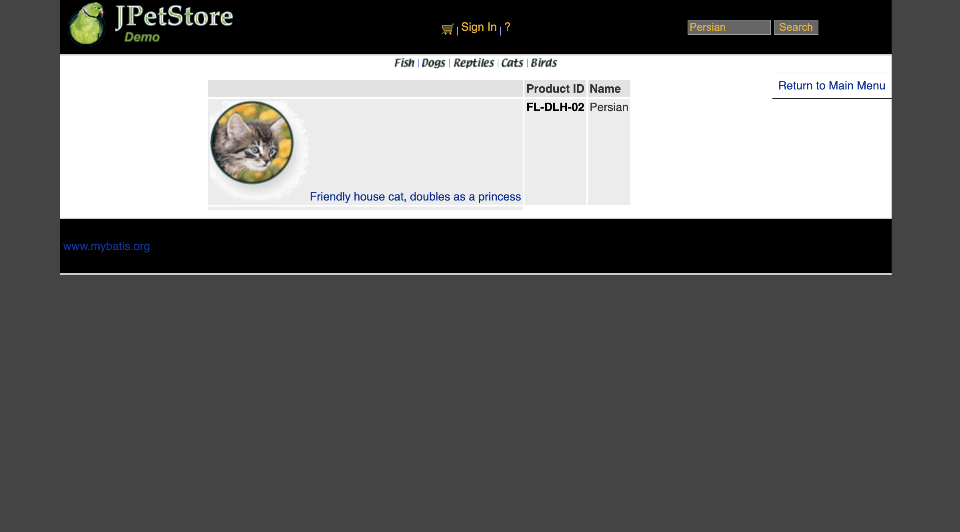 JPetStore
Demo
| Sign In | ?
Persian Search
Fish | Dogs | Reptiles | Cats | Birds
Return to Main Menu
Product ID Name
FL-DLH-02 Persian
Friendly house cat, doubles as a princess
www.mybatis.org